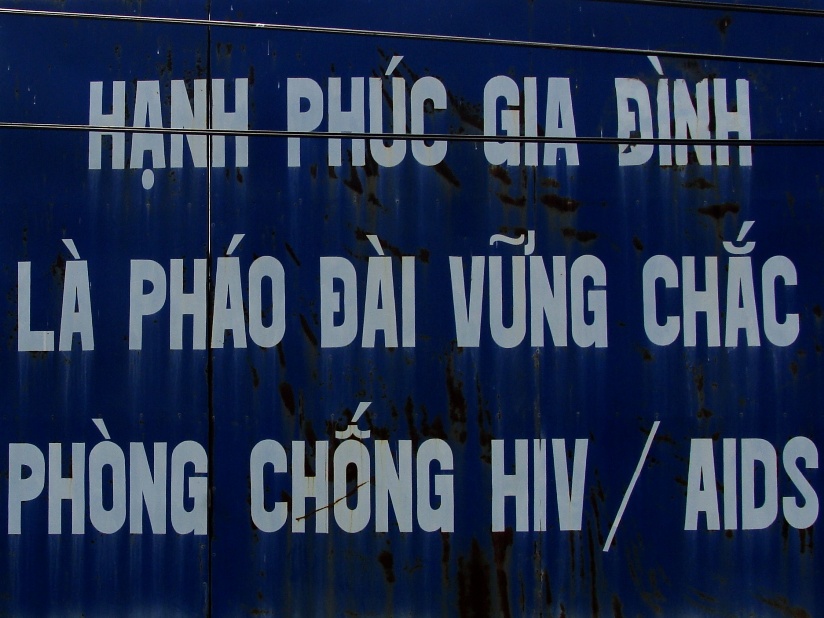 HẠNH PHÚC GIA ĐÌNH
LÀ PHÁO ĐÀI VỮNG CHẮC
PHÒNG CHỐNG HIV / AIDS